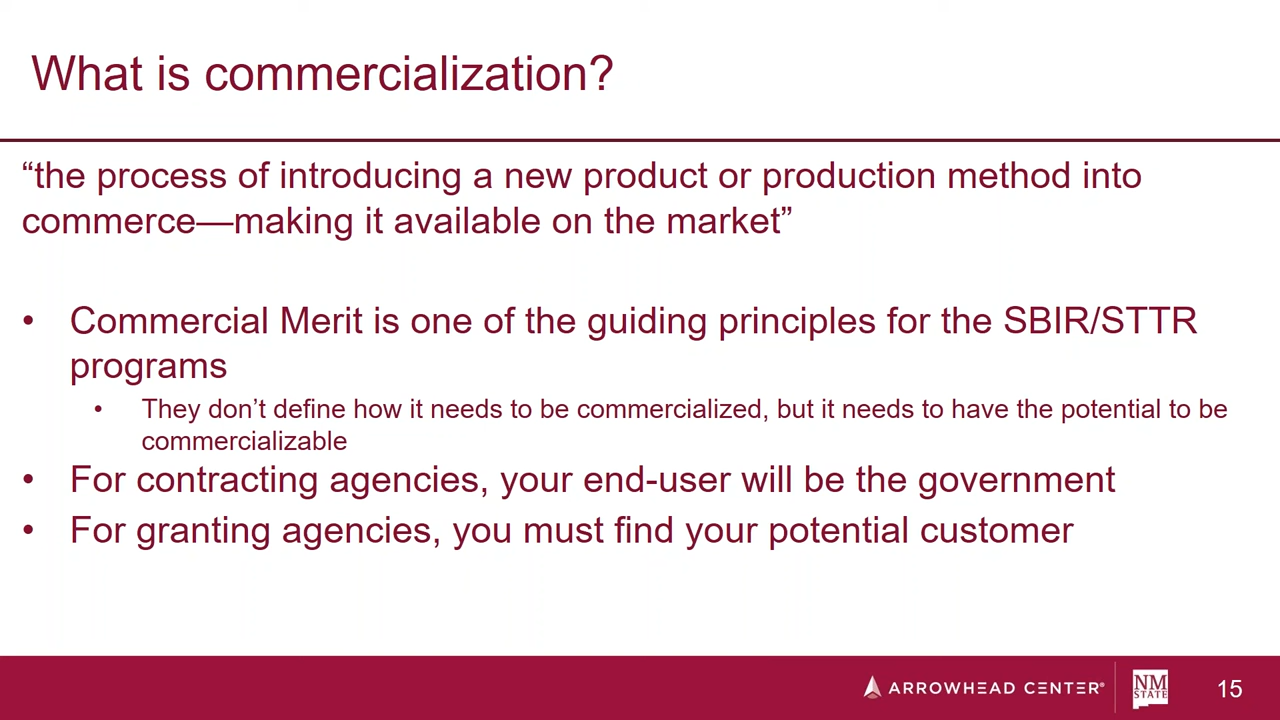 What is commercialization?
“the process of introducing a new product or production method into
commerce—making it available on the market”
• Commercial Merit is one of the guiding principles for the SBIR/STTR
programs
• They don’t define how it needs to be commercialized, but it needs to have the potential to be
commercializable
• For contracting agencies, your end-user will be the government
• For granting agencies, you must find your potential customer
ARROWHEAD CENTER®
NM
STATE
15